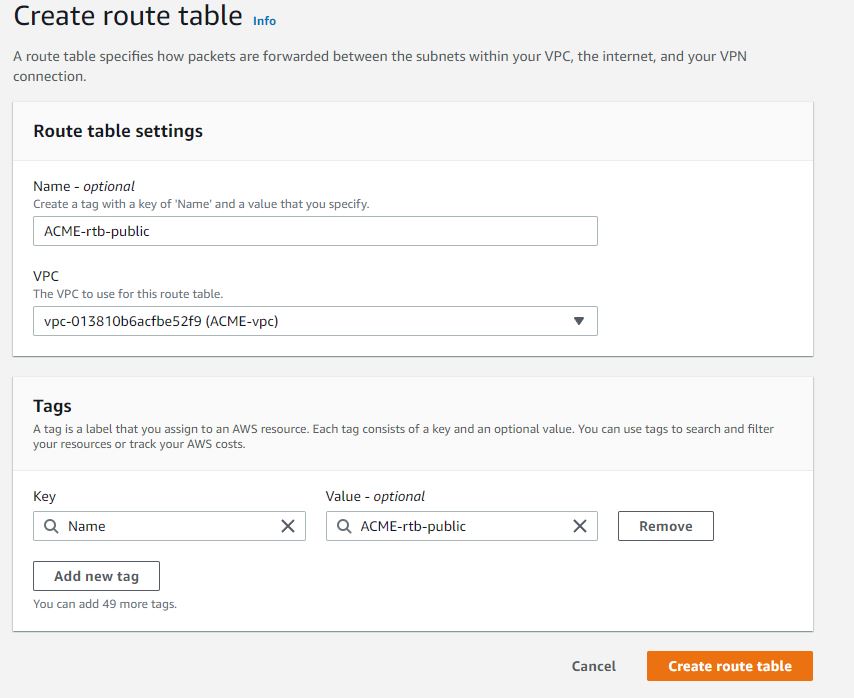 Create route table Info
A route table specifies how packets are forwarded between the subnets within your VPC, the internet, and your VPN
connection.
Route table settings
Name - optional
Create a tag with a key of 'Name' and a value that you specify.
ACME-rtb-public
VPC
The VPC to use for this route table.
vpc-013810b6acfbe52f9 (ACME-vpc)
Tags
A tag is a label that you assign to an AWS resource. Each tag consists of a key and an optional value. You can use tags to search and filter
your resources or track your AWS costs.
Key Value - optional
Name ACME-rtb-public Remove
Add new tag
You can add 49 more tags.
Cancel Create route table